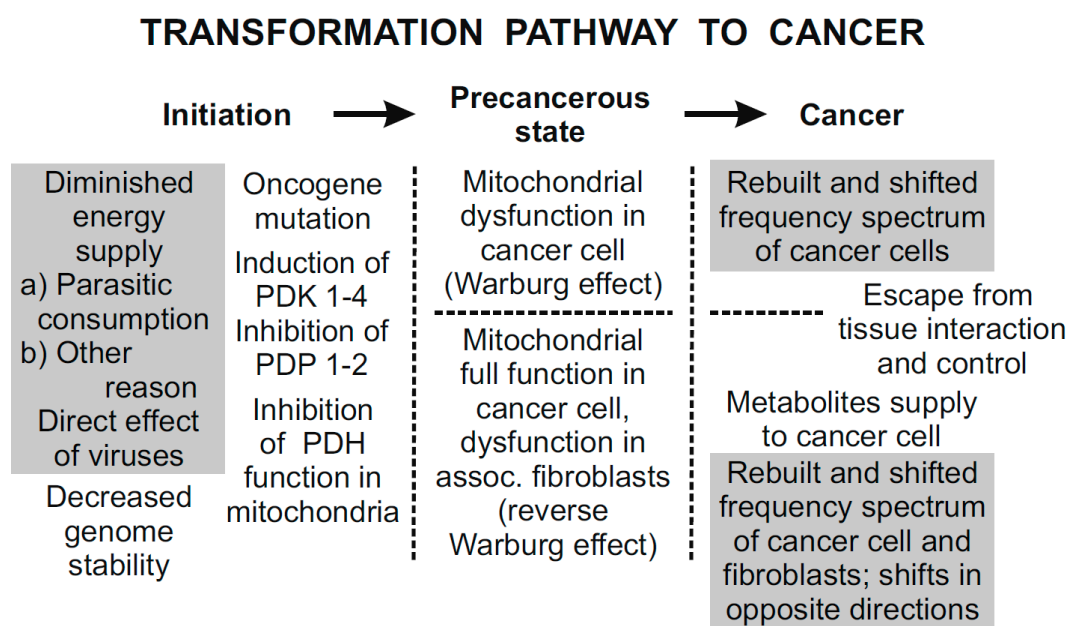 TRANSFORMATION PATHWAY TO CANCER
Initiation
Precancerous
state
Cancer
Diminished
energy
supply
a) Parasitic
consumption
b) Other
reason
Direct effect
of viruses
Decreased
genome
stability
Oncogene
mutation
Induction of
PDK 1-4
Inhibition of
PDP 1-2
Inhibition
of PDH
function in
mitochondria
Mitochondrial
dysfunction in
cancer cell
(Warburg effect)
Mitochondrial
full function in
cancer cell,
dysfunction in
assoc. fibroblasts
(reverse
Warburg effect)
Rebuilt and shifted
frequency spectrum
of cancer cells
Escape from
tissue interaction
and control
Metabolites supply
to cancer cell
Rebuilt and shifted
frequency spectrum
of cancer cell and
fibroblasts; shifts in
opposite directions